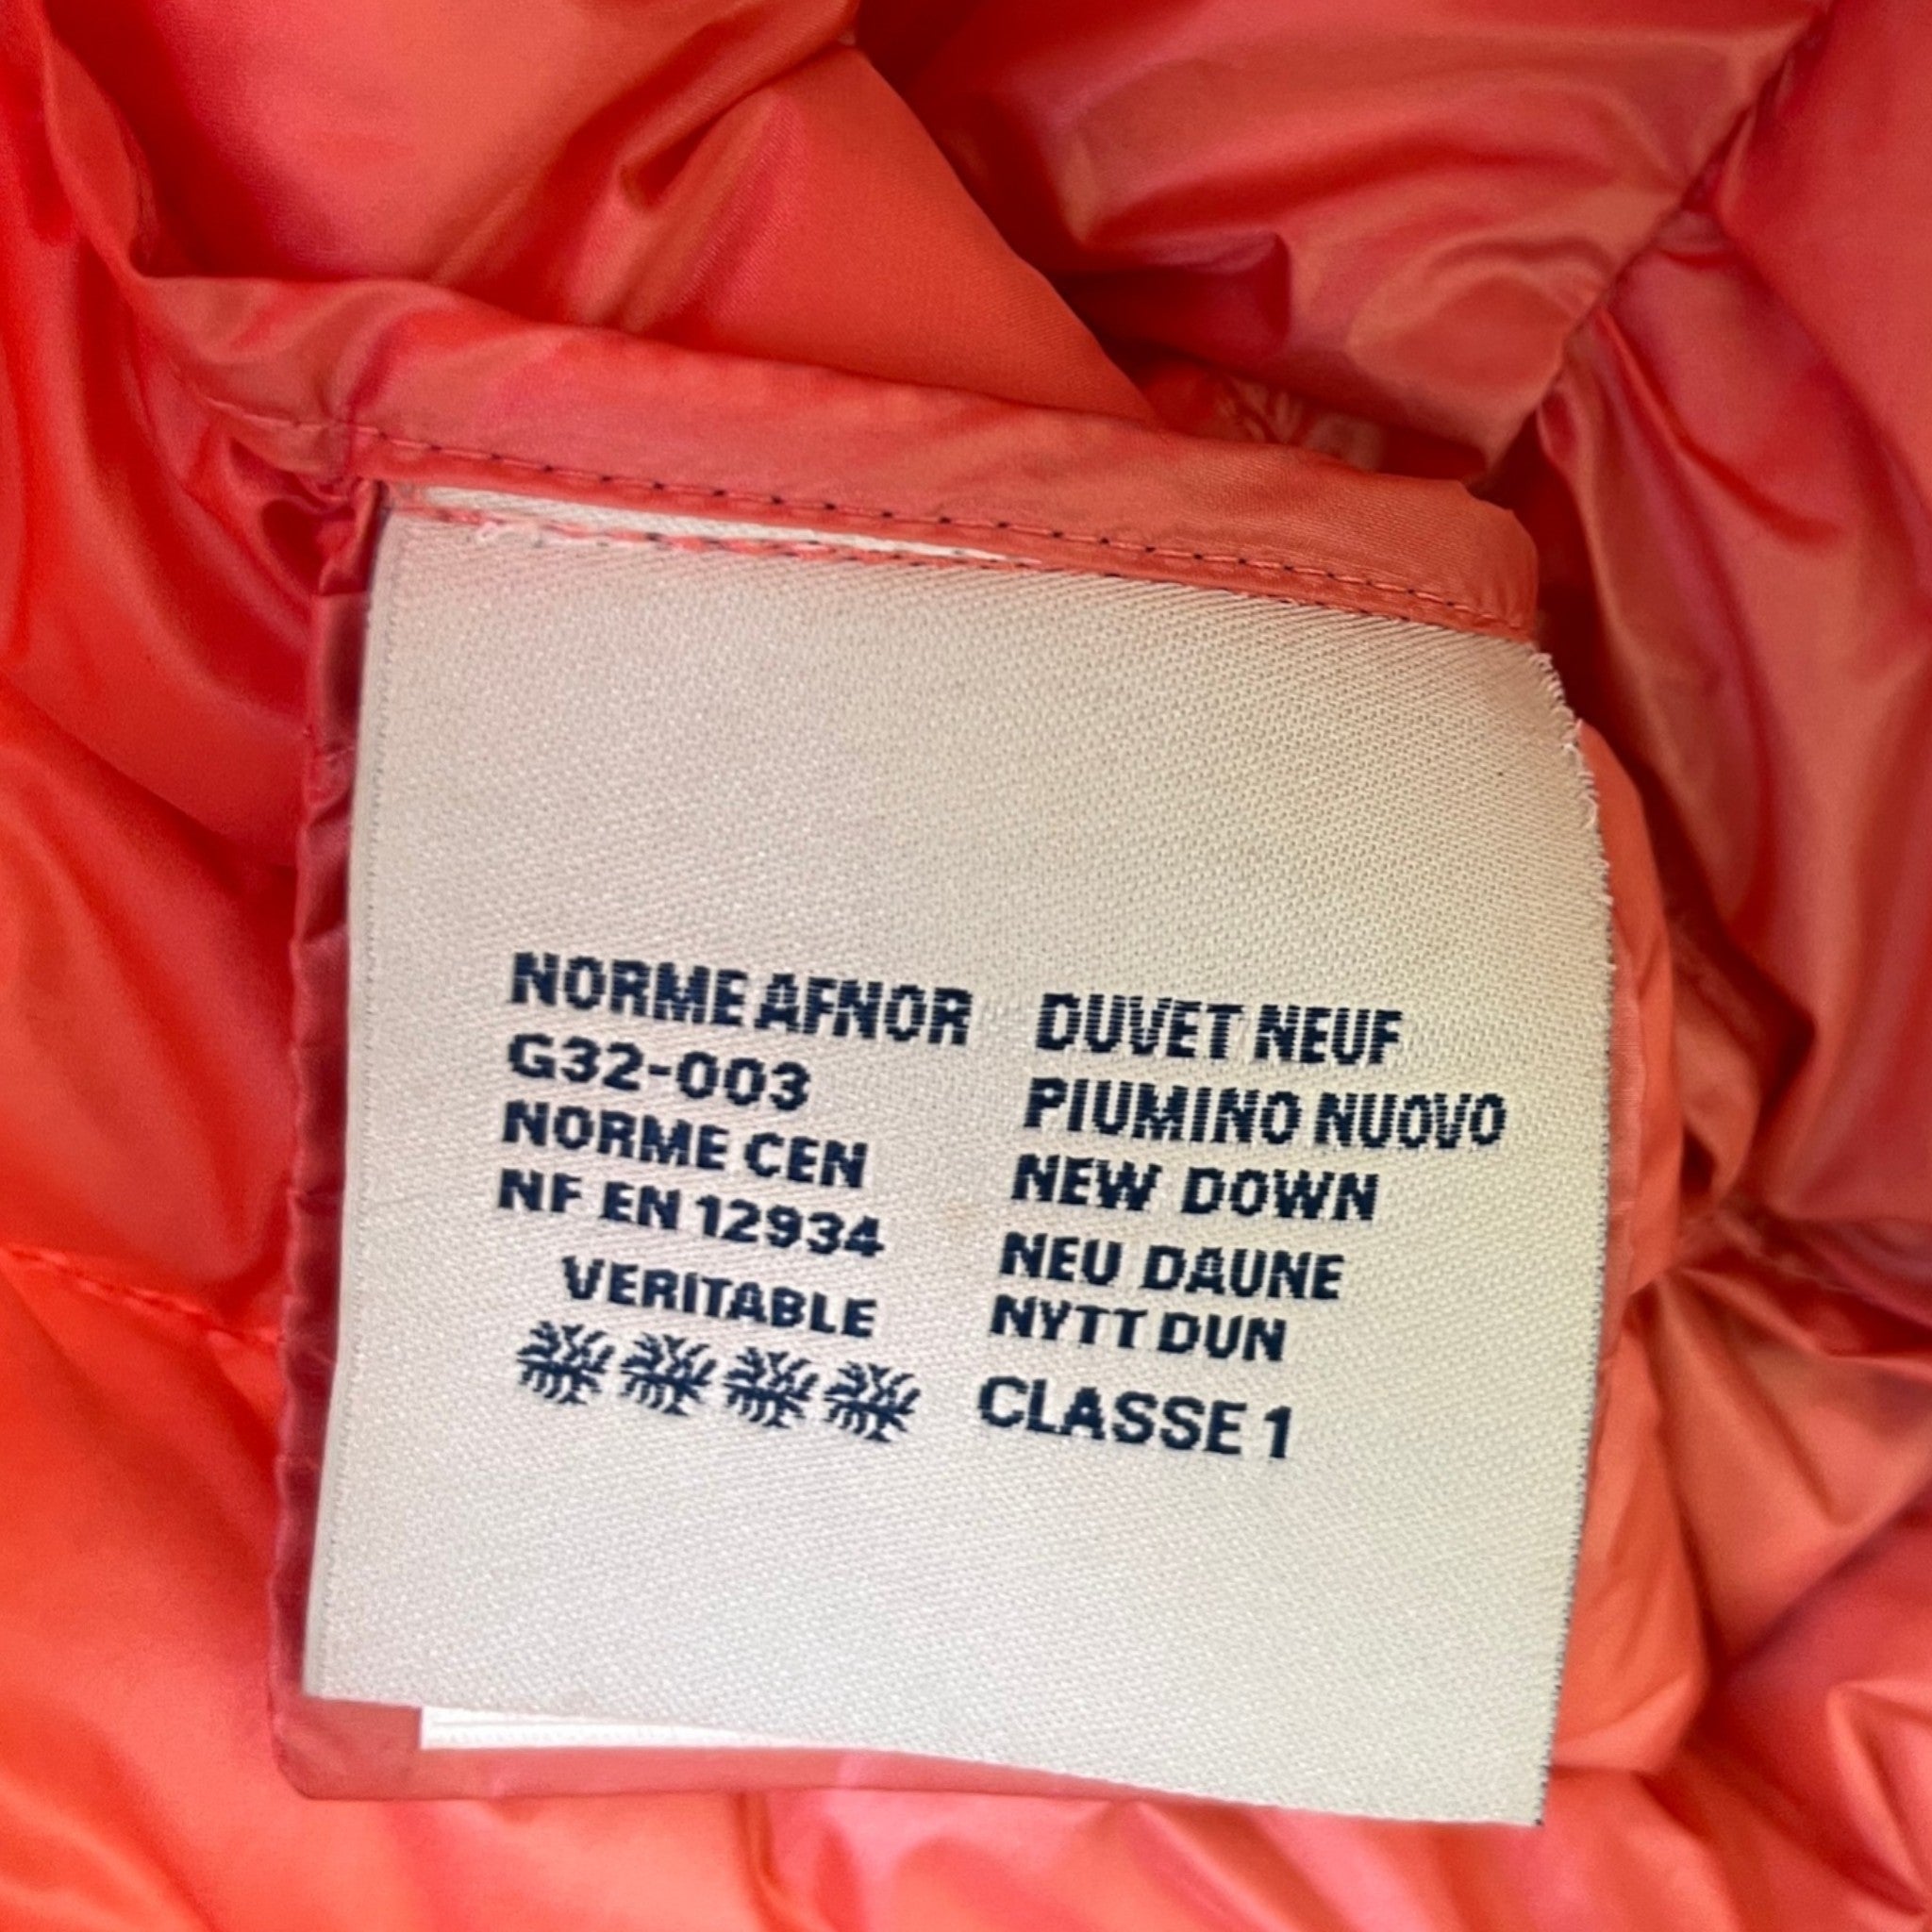 NORME AFNOR
G32-003
NORME CEN
NF EN 12934
VERITABLE
DUVET NEUF
PIUMINO NUOVO
NEW DOWN
NEU DAUNE
NYTT DUN
CLASSE 1